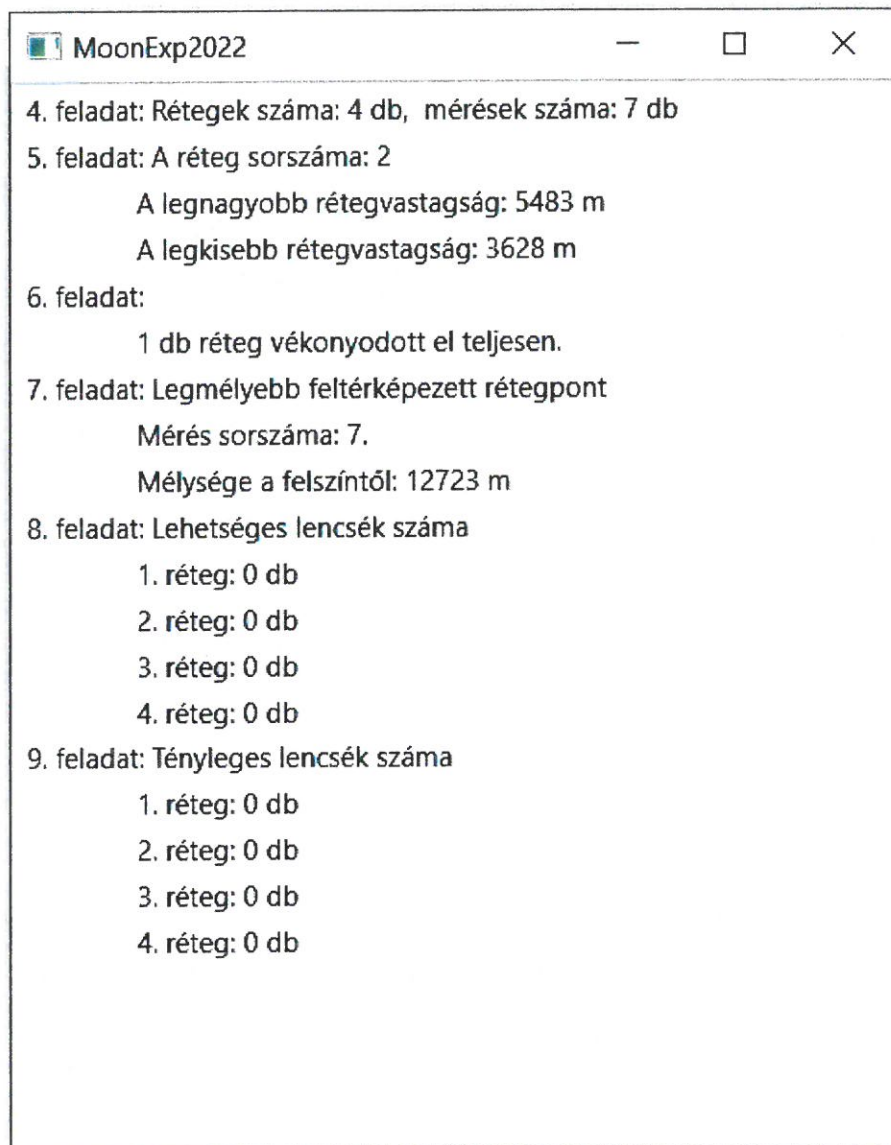 MoonExp2022
4. feladat: Rétegek száma: 4 db,  mérések száma: 7 db
5. feladat: A réteg sorszáma: 2
A legnagyobb rétegvastagság: 5483 m
A legkisebb rétegvastagság: 3628 m
6. feladat:
1 db réteg vékonyodott el teljesen.
7. feladat: Legmélyebb feltérképezett rétegpont
Mérés sorszáma: 7.
Mélysége a felszíntől: 12723 m
8. feladat: Lehetséges lencsék száma
1. réteg: 0 db
2. réteg: 0 db
3. réteg: 0 db
4. réteg: 0 db
9. feladat: Tényleges lencsék száma
1. réteg: 0 db
2. réteg: 0 db
3. réteg: 0 db
4. réteg: 0 db